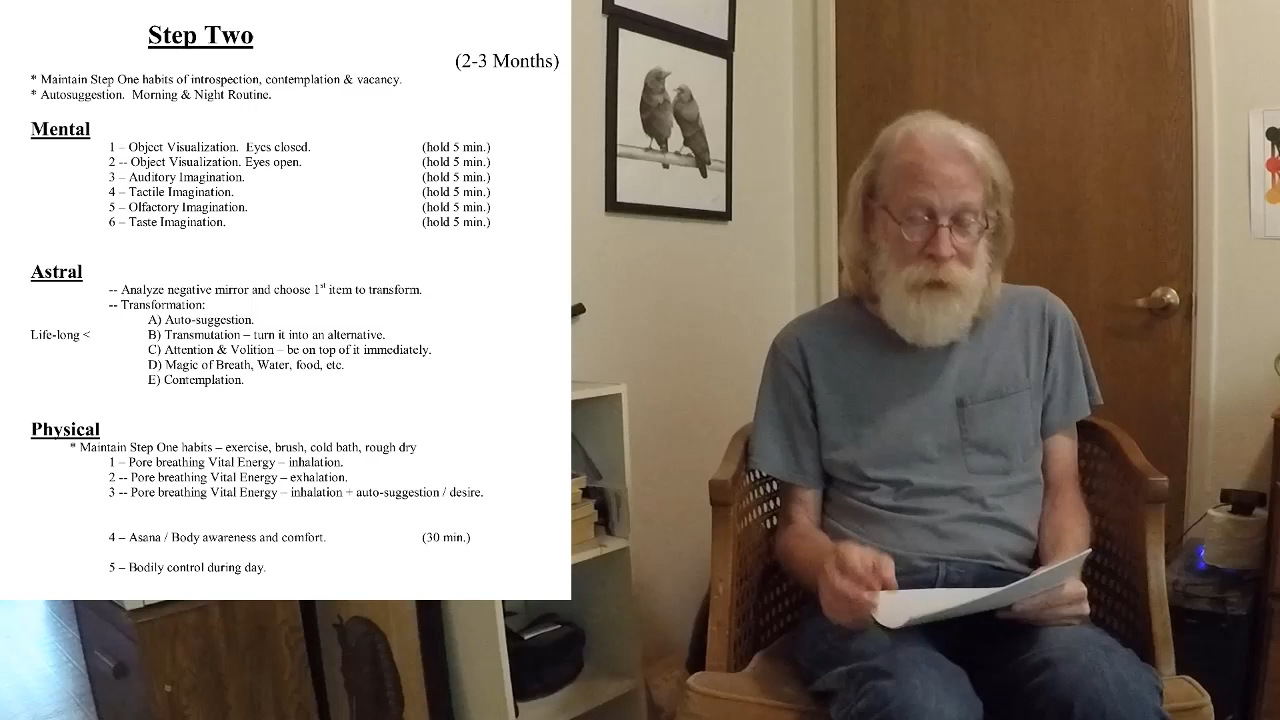 Step Two
(2-3 Months)
* Maintain Step One habits of introspection, contemplation & vacancy.
* Autosuggestion.  Morning & Night Routine.
Mental
1 – Object Visualization.  Eyes closed. (hold 5 min.)
2 -- Object Visualization. Eyes open. (hold 5 min.)
3 – Auditory Imagination. (hold 5 min.)
4 – Tactile Imagination. (hold 5 min.)
5 – Olfactory Imagination. (hold 5 min.)
6 – Taste Imagination. (hold 5 min.)
Astral
-- Analyze negative mirror and choose 1st item to transform.
-- Transformation:
A) Auto-suggestion.
Life-long < B) Transmutation – turn it into an alternative.
C) Attention & Volition – be on top of it immediately.
D) Magic of Breath, Water, food, etc.
E) Contemplation.
Physical
* Maintain Step One habits – exercise, brush, cold bath, rough dry
1 – Pore breathing Vital Energy – inhalation.
2 -- Pore breathing Vital Energy – exhalation.
3 -- Pore breathing Vital Energy – inhalation + auto-suggestion / desire.
4 – Asana / Body awareness and comfort. (30 min.)
5 – Bodily control during day.